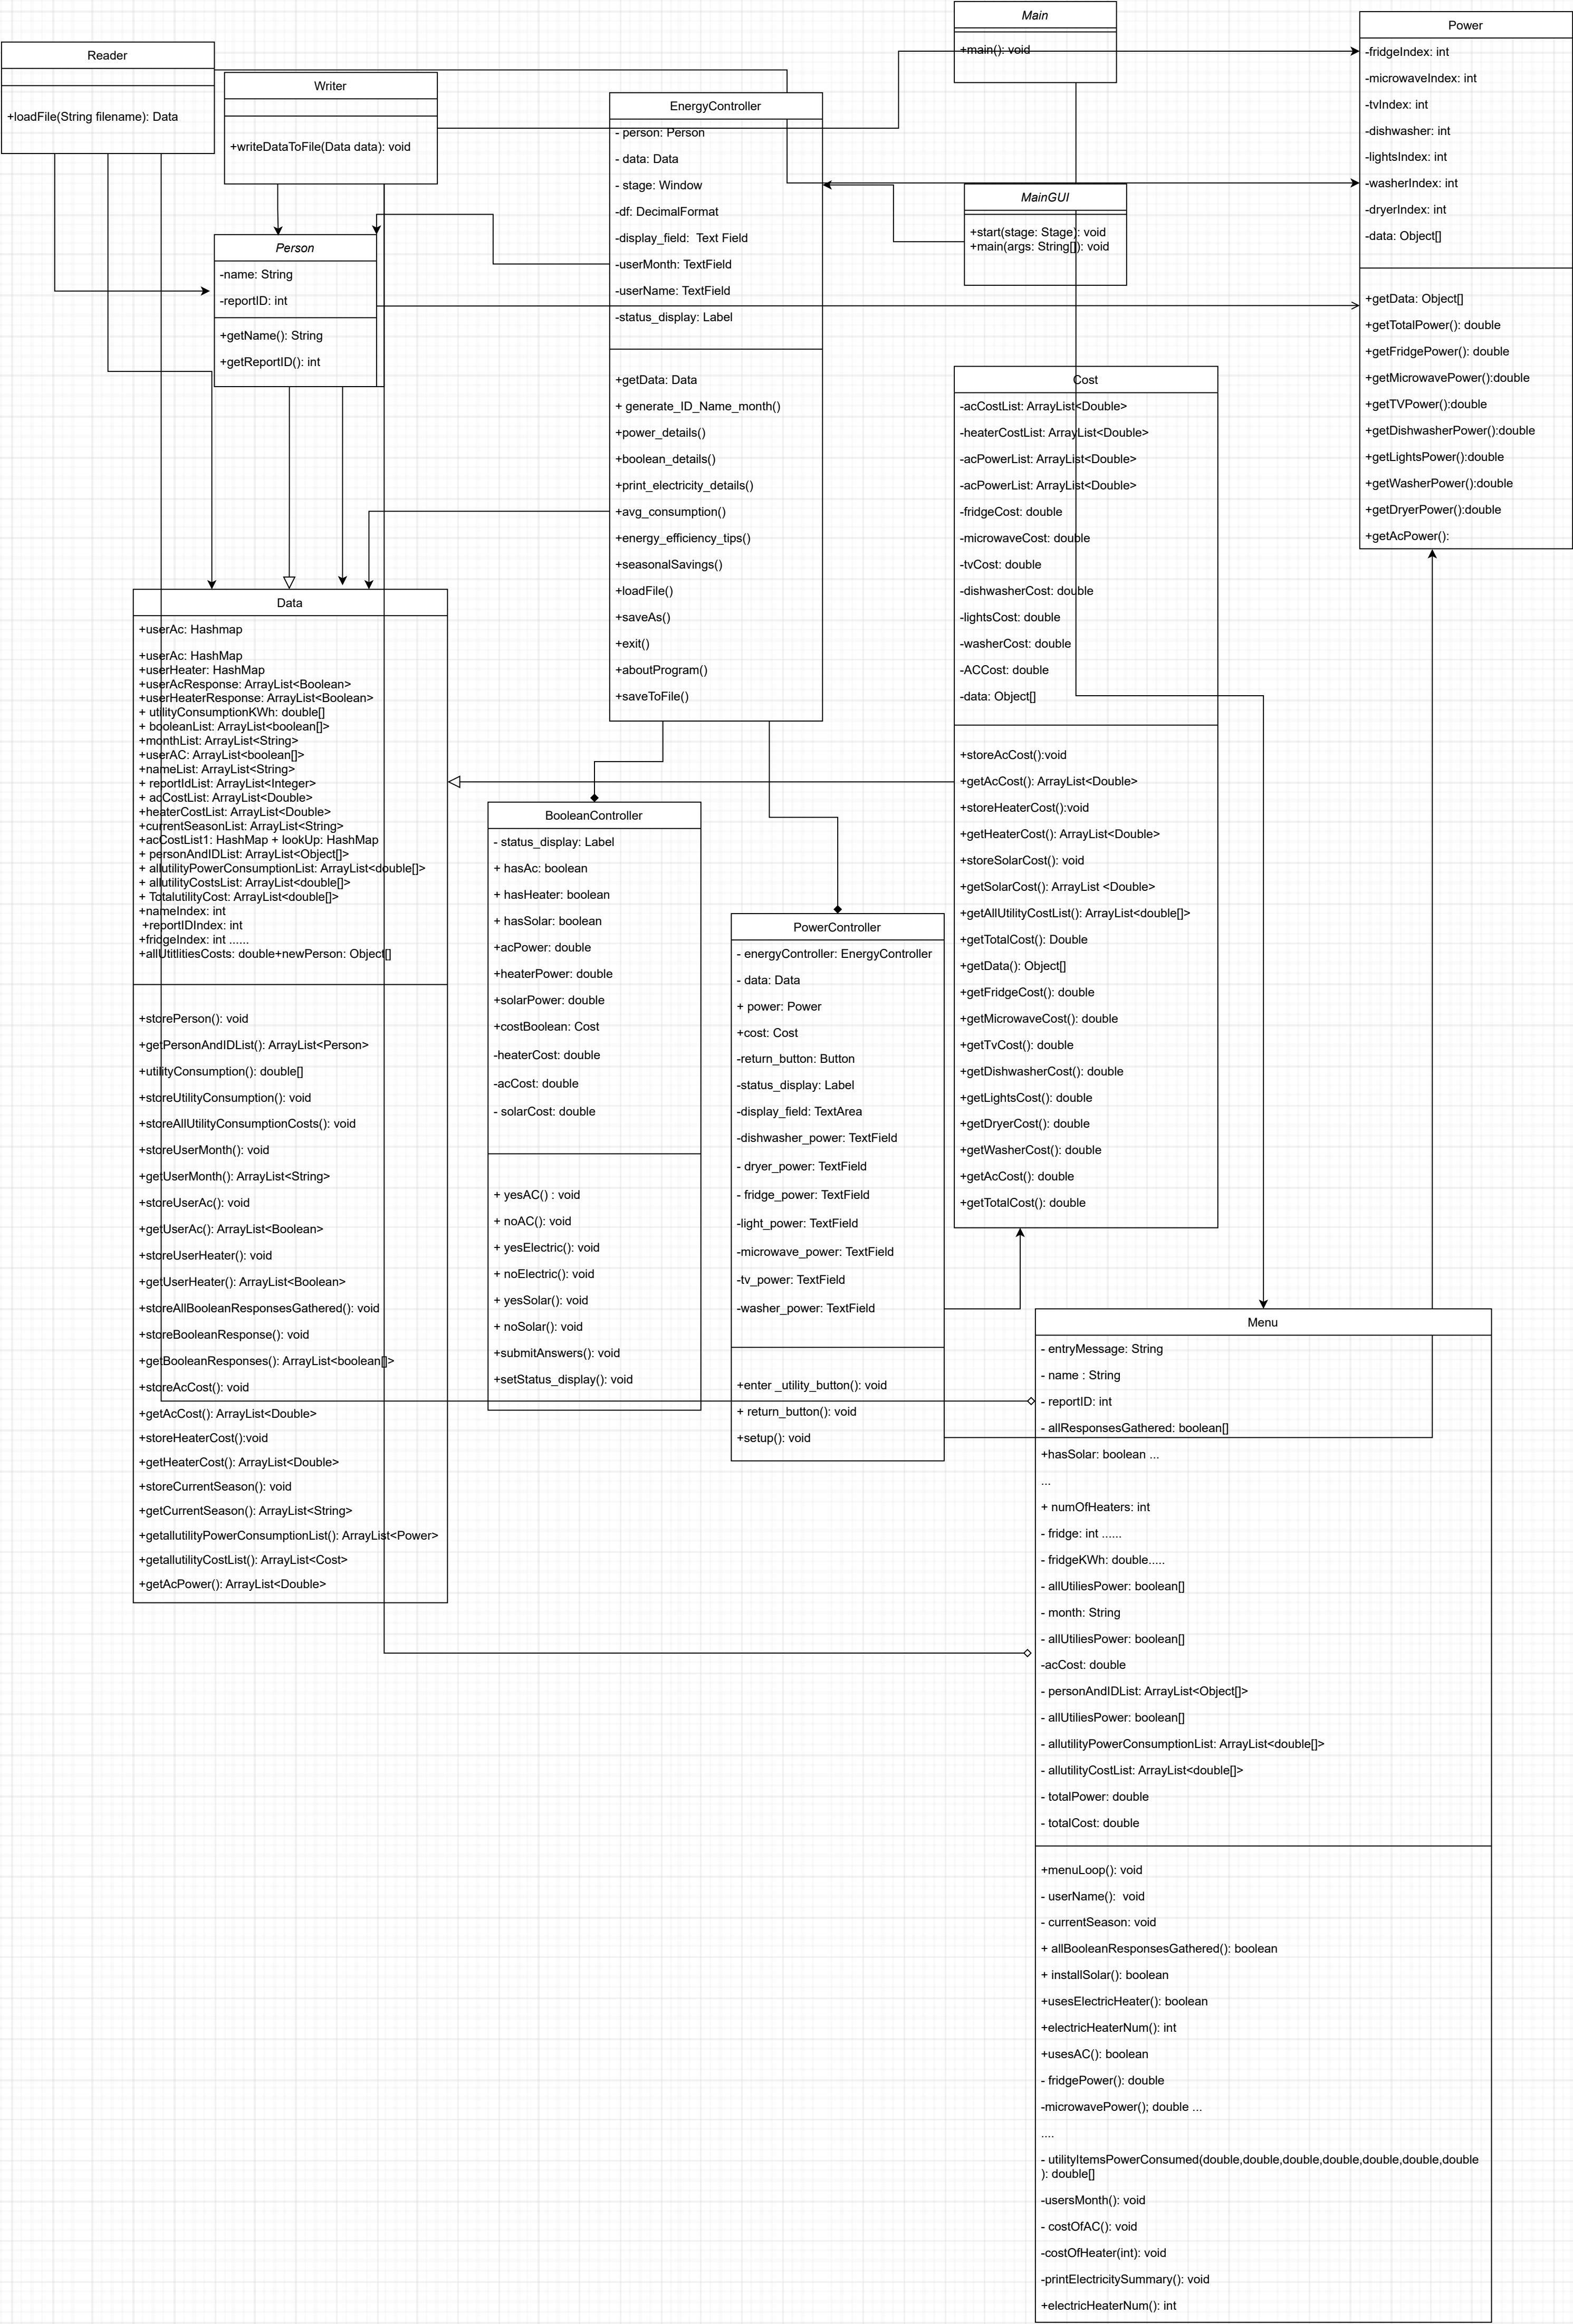 Main
+main(): void
Power
-fridgeIndex: int
-microwaveIndex: int
-tvIndex: int
-dishwasher: int
-lightsIndex: int
-washerIndex: int
-dryerIndex: int
-data: Object[]
+getData: Object[]
+getTotalPower(): double
+getFridgePower(): double
+getMicrowavePower():double
+getTVPower():double
+getDishwasherPower():double
+getLightsPower():double
+getWasherPower():double
+getDryerPower():double
+getAcPower():
Reader
+loadFile(String filename): Data
Writer
+writeDataToFile(Data data): void
EnergyController
- person: Person
- data: Data
- stage: Window
-df: DecimalFormat
-display_field:  Text Field
-userMonth: TextField
-userName: TextField
-status_display: Label
+getData: Data
+ generate_ID_Name_month()
+power_details()
+boolean_details()
+print_electricity_details()
+avg_consumption()
+energy_efficiency_tips()
+seasonalSavings()
+loadFile()
+saveAs()
+exit()
+aboutProgram()
+saveToFile()
MainGUI
+start(stage: Stage): void
+main(args: String[]): void
Person
-name: String
-reportID: int
+getName(): String
+getReportID(): int
Cost
-acCostList: ArrayList<Double>
-heaterCostList: ArrayList<Double>
-acPowerList: ArrayList<Double>
-acPowerList: ArrayList<Double>
-fridgeCost: double
-microwaveCost: double
-tvCost: double
-dishwasherCost: double
-lightsCost: double
-washerCost: double
-ACCost: double
-data: Object[]
+storeAcCost():void
+getAcCost(): ArrayList<Double>
+storeHeaterCost():void
+getHeaterCost(): ArrayList<Double>
+storeSolarCost(): void
+getSolarCost(): ArrayList <Double>
+getAllUtilityCostList(): ArrayList<double[]>
+getTotalCost(): Double
+getData(): Object[]
+getFridgeCost(): double
+getMicrowaveCost(): double
+getTvCost(): double
+getDishwasherCost(): double
+getLightsCost(): double
+getDryerCost(): double
+getWasherCost(): double
+getAcCost(): double
+getTotalCost(): double
Data
+userAc: Hashmap
+userAc: HashMap
+userHeater: HashMap
+userAcResponse: ArrayList<Boolean>
+userHeaterResponse: ArrayList<Boolean>
+ utilityConsumptionKWh: double[]
+ booleanList: ArrayList<boolean[]>
+monthList: ArrayList<String>
+userAC: ArrayList<boolean[]>
+nameList: ArrayList<String>
+ reportIdList: ArrayList<Integer>
+ acCostList: ArrayList<Double>
+heaterCostList: ArrayList<Double>
+currentSeasonList: ArrayList<String>
+acCostList1: HashMap + lookUp: HashMap
+ personAndIDList: ArrayList<Object[]>
+ allutilityPowerConsumptionList: ArrayList<double[]>
+ allutilityCostsList: ArrayList<double[]>
+ TotalutilityCost: ArrayList<double[]>
+nameIndex: int
+reportIDIndex: int
+fridgeIndex: int ......
+allUtitlitiesCosts: double+newPerson: Object[]
+storePerson(): void
+getPersonAndIDList(): ArrayList<Person>
+utilityConsumption(): double[]
+storeUtilityConsumption(): void
+storeAllUtilityConsumptionCosts(): void
+storeUserMonth(): void
+getUserMonth(): ArrayList<String>
+storeUserAc(): void
+getUserAc(): ArrayList<Boolean>
+storeUserHeater(): void
+getUserHeater(): ArrayList<Boolean>
+storeAllBooleanResponsesGathered(): void
+storeBooleanResponse(): void
+getBooleanResponses(): ArrayList<boolean[]>
+storeAcCost(): void
+getAcCost(): ArrayList<Double>
+storeHeaterCost():void
+getHeaterCost(): ArrayList<Double>
+storeCurrentSeason(): void
+getCurrentSeason(): ArrayList<String>
+getallutilityPowerConsumptionList(): ArrayList<Power>
+getallutilityCostList(): ArrayList<Cost>
+getAcPower(): ArrayList<Double>
BooleanController
- status_display: Label
+ hasAc: boolean
+ hasHeater: boolean
+ hasSolar: boolean
+acPower: double
+heaterPower: double
+solarPower: double
+costBoolean: Cost
-heaterCost: double
-acCost: double
- solarCost: double
+ yesAC() : void
+ noAC(): void
+ yesElectric(): void
+ noElectric(): void
+ yesSolar(): void
+ noSolar(): void
+submitAnswers(): void
+setStatus_display(): void
PowerController
- energyController: EnergyController
- data: Data
+ power: Power
+cost: Cost
-return_button: Button
-status_display: Label
-display_field: TextArea
-dishwasher_power: TextField
- dryer_power: TextField
- fridge_power: TextField
-light_power: TextField
-microwave_power: TextField
-tv_power: TextField
-washer_power: TextField
+enter _utility_button(): void
+ return_button(): void
+setup(): void
Menu
- entryMessage: String
- name : String
- reportID: int
- allResponsesGathered: boolean[]
+hasSolar: boolean ...
...
+ numOfHeaters: int
- fridge: int ......
- fridgeKWh: double.....
- allUtiliesPower: boolean[]
- month: String
- allUtiliesPower: boolean[]
-acCost: double
- personAndIDList: ArrayList<Object[]>
- allUtiliesPower: boolean[]
- allutilityPowerConsumptionList: ArrayList<double[]>
- allutilityCostList: ArrayList<double[]>
- totalPower: double
- totalCost: double
+menuLoop(): void
- userName():  void
- currentSeason: void
+ allBooleanResponsesGathered(): boolean
+ installSolar(): boolean
+usesElectricHeater(): boolean
+electricHeaterNum(): int
+usesAC(): boolean
- fridgePower(): double
-microwavePower(); double ...
....
- utilityItemsPowerConsumed(double,double,double,double,double,double,double
): double[]
-usersMonth(): void
- costOfAC(): void
-costOfHeater(int): void
-printElectricitySummary(): void
+electricHeaterNum(): int